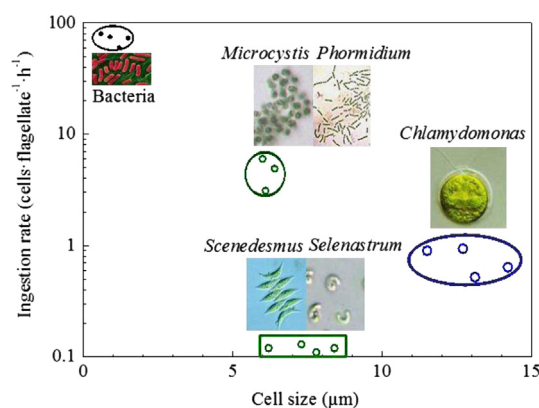 Ingestion rate (cells·flagellate⁻¹·h⁻¹)
100
10
1
0.1
Bacteria
Microcystis Phormidium
Chlamydomonas
Scenedesmus Selenastrum
0 5 10 15
Cell size (µm)